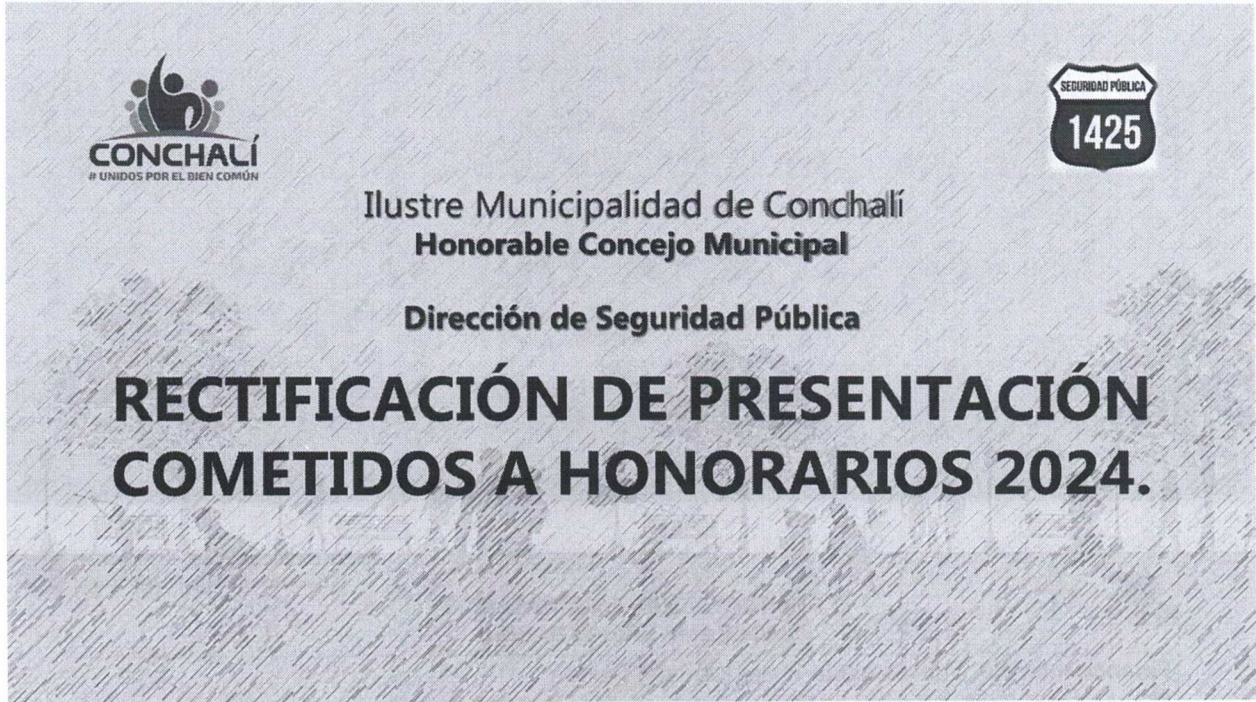 CONCHALÍ
# UNIDOS POR EL BIEN COMÚN
SEGURIDAD PÚBLICA
1425
Ilustre Municipalidad de Conchalí
Honorable Concejo Municipal
Dirección de Seguridad Pública
RECTIFICACIÓN DE PRESENTACIÓN
COMETIDOS A HONORARIOS 2024.